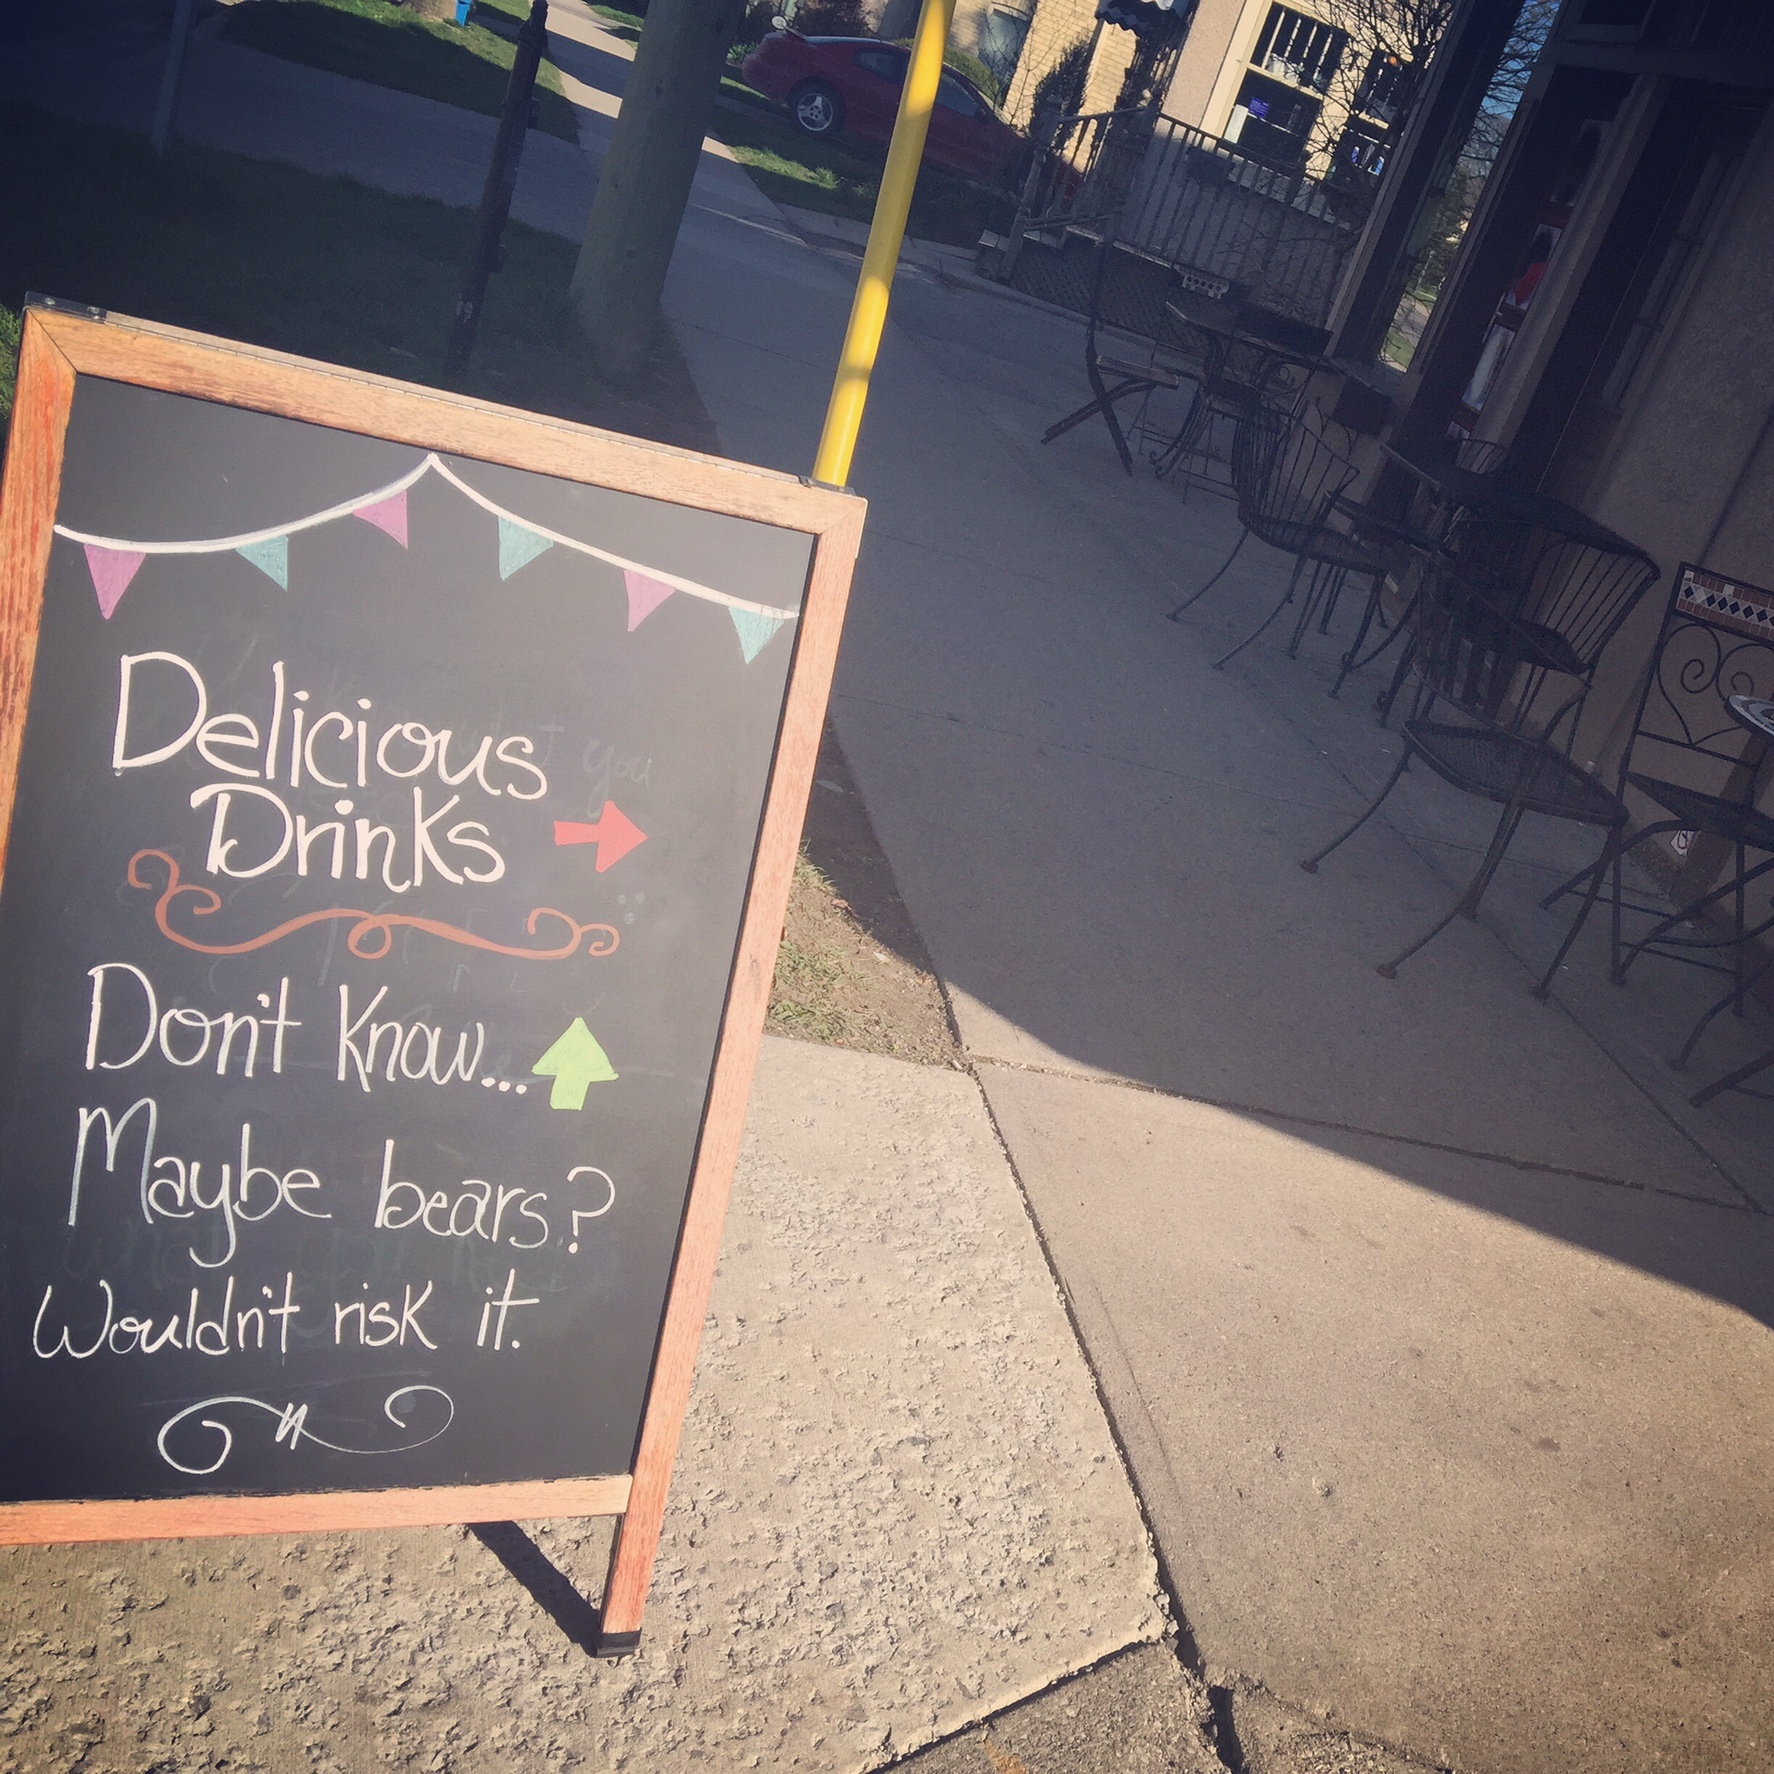 Delicious
Drinks
Don't Know...
Maybe bears?
Wouldn't risk it.